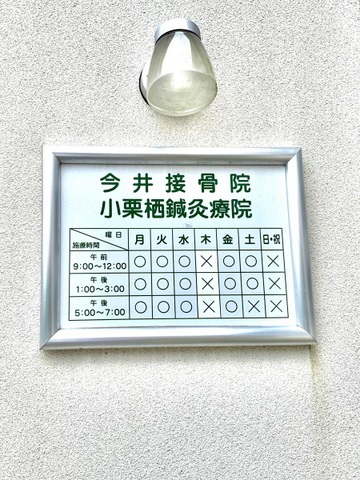 今井接骨院
小栗栖鍼灸療院
曜日 施療時間 月 火 水 木 金 土 日・祝
午前 9:00〜12:00 ○ ○ ○ × ○ ○ ×
午後 1:00〜3:00 ○ ○ ○ × ○ ○ ×
午後 5:00〜7:00 ○ ○ ○ × ○ ○ ×